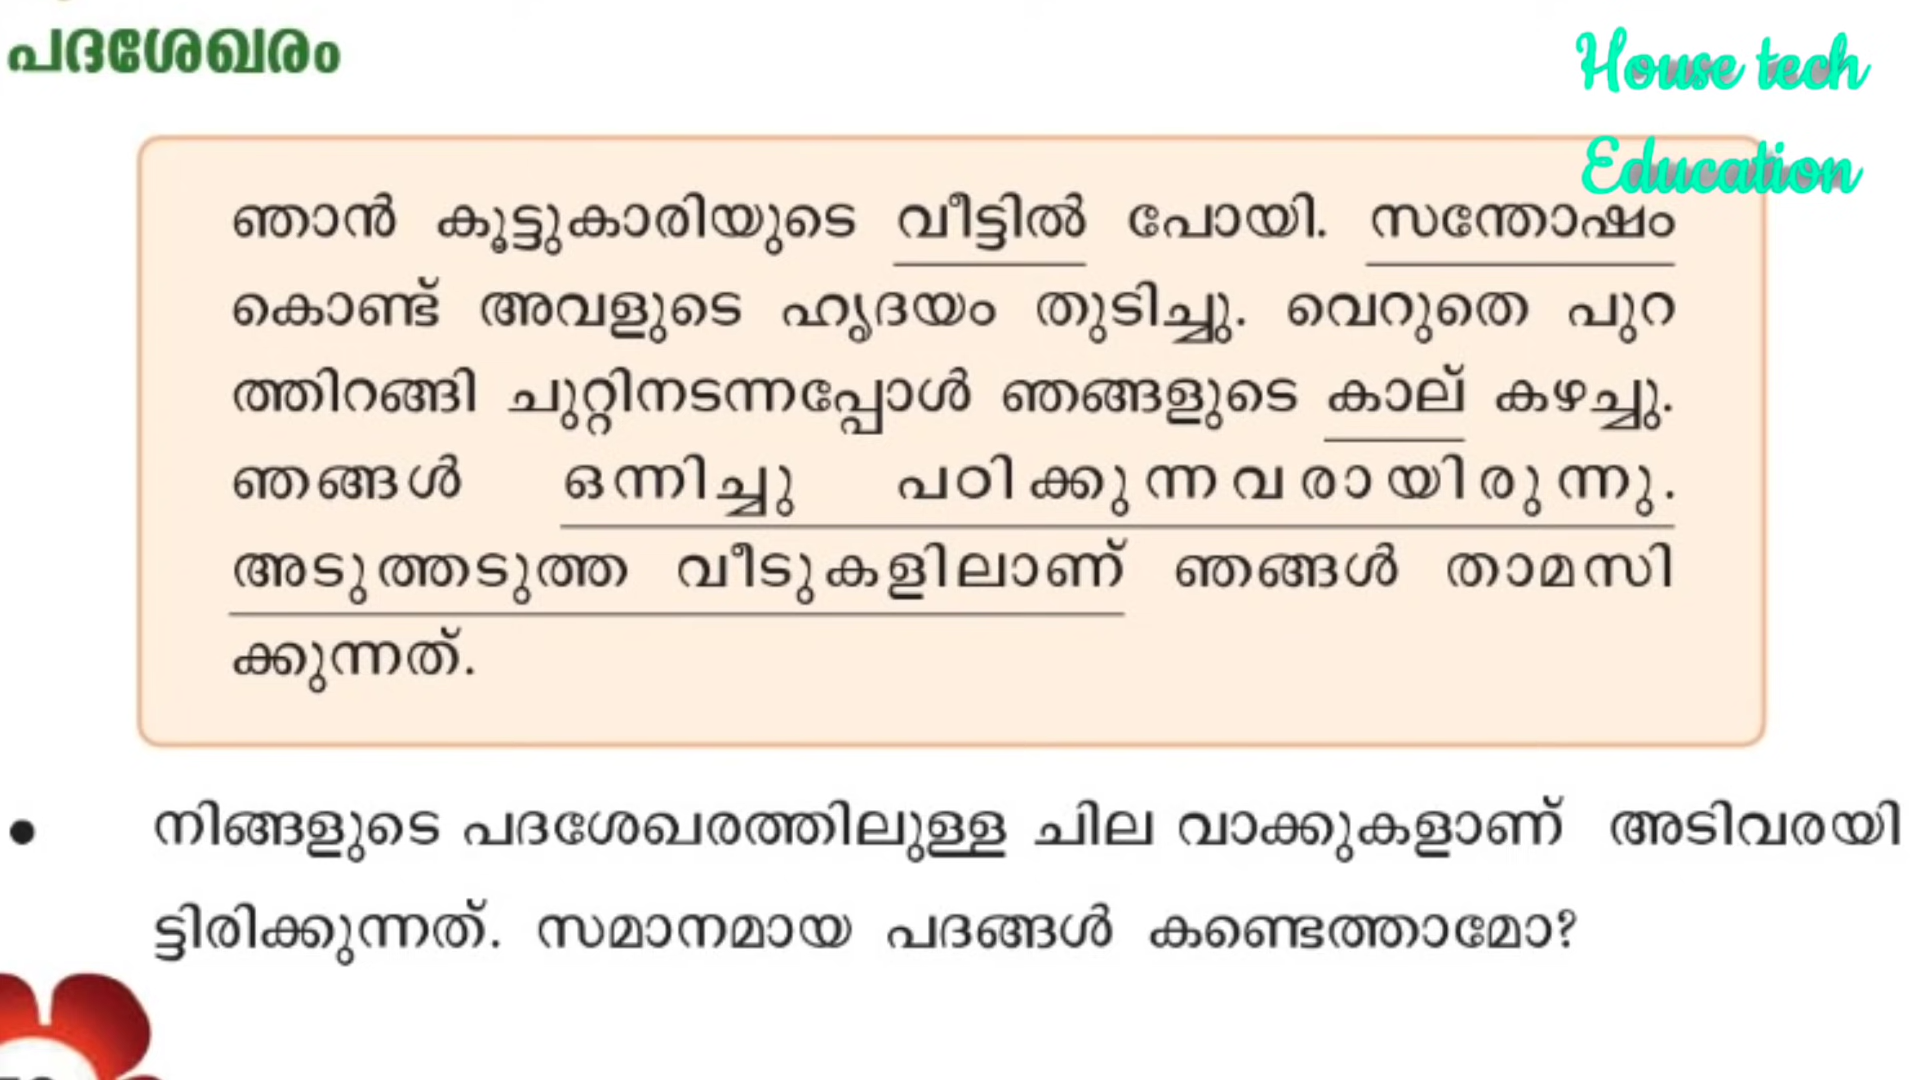 പദശേഖരം
House tech
Education
ഞാൻ കൂട്ടുകാരിയുടെ വീട്ടിൽ പോയി. സന്തോഷം
കൊണ്ട് അവളുടെ ഹൃദയം തുടിച്ചു. വെറുതെ പുറ
ത്തിറങ്ങി ചുറ്റിനടന്നപ്പോൾ ഞങ്ങളുടെ കാല് കഴച്ചു.
ഞങ്ങൾ ഒന്നിച്ചു പഠിക്കുന്നവരായിരുന്നു.
അടുത്തടുത്ത വീടുകളിലാണ് ഞങ്ങൾ താമസി
ക്കുന്നത്.
• നിങ്ങളുടെ പദശേഖരത്തിലുള്ള ചില വാക്കുകളാണ് അടിവരയി
ട്ടിരിക്കുന്നത്. സമാനമായ പദങ്ങൾ കണ്ടെത്താമോ?